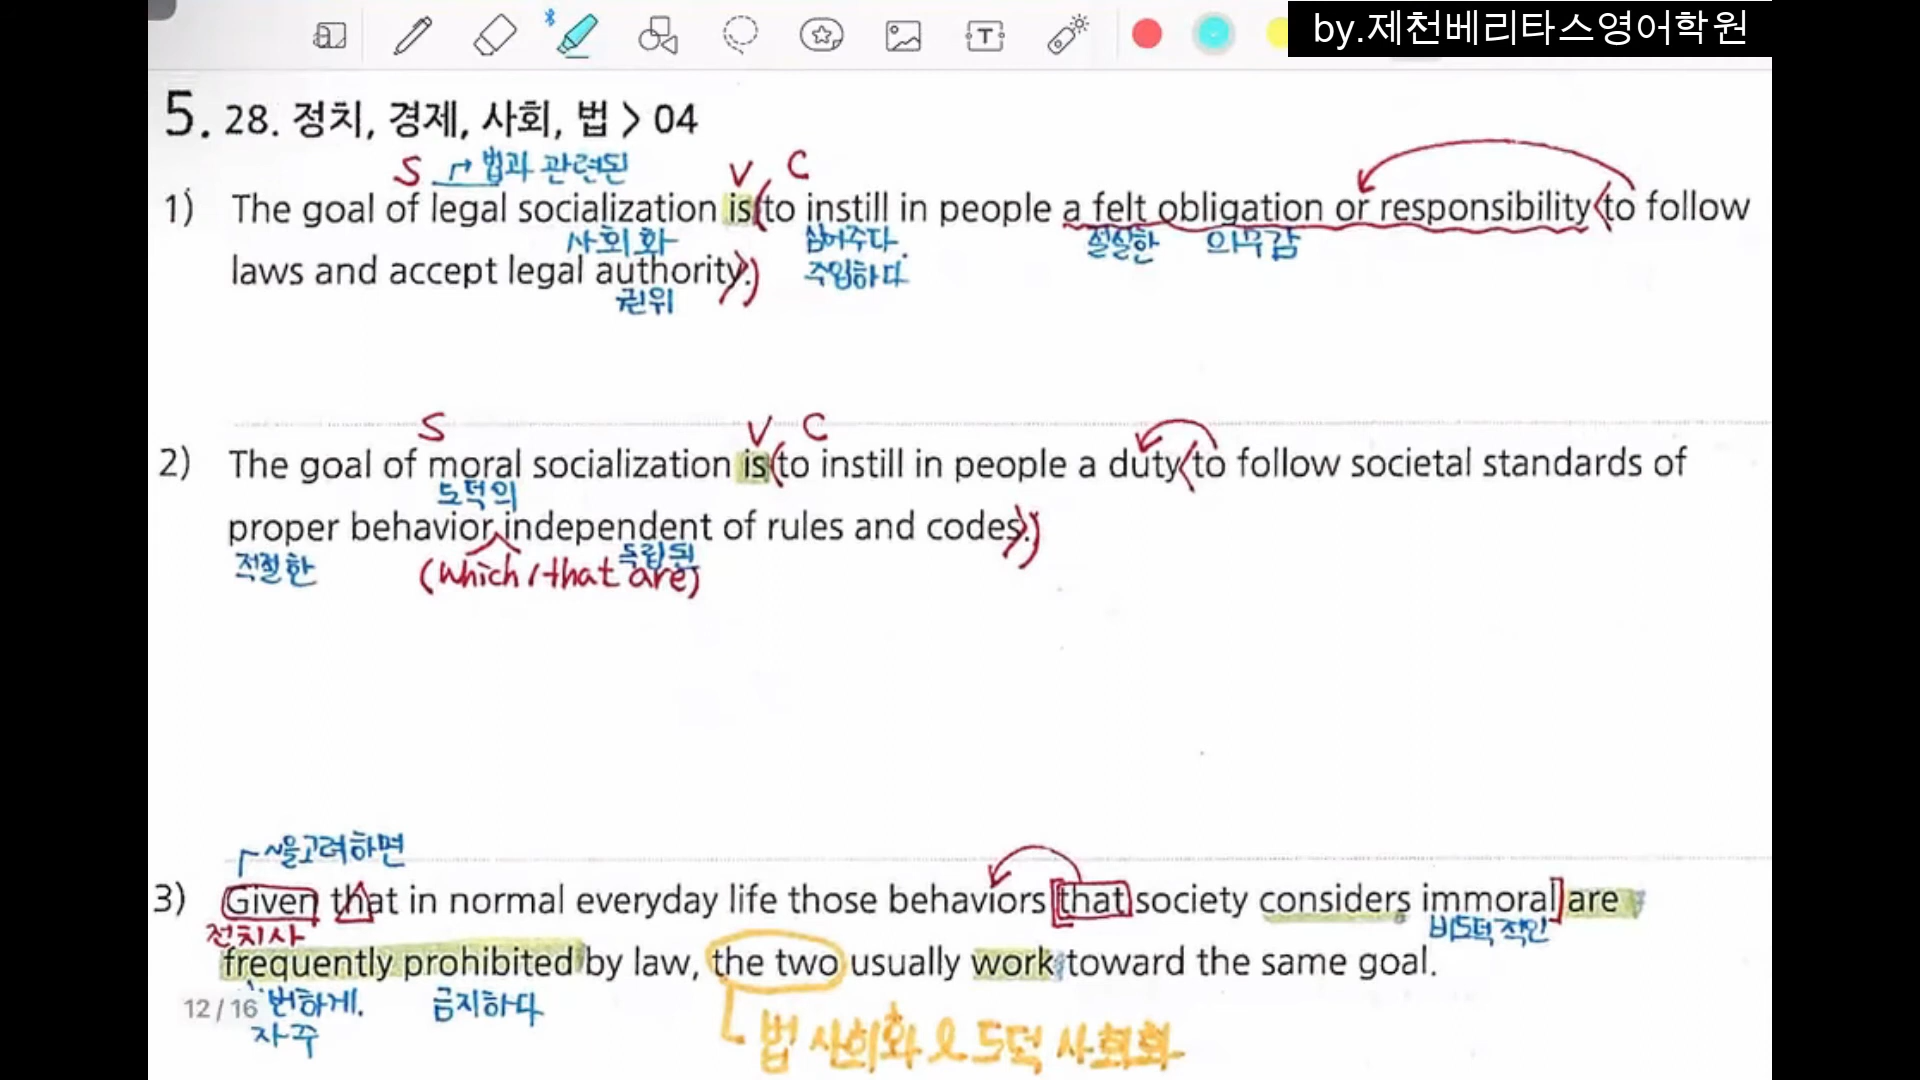 by.제천베리타스영어학원
5. 28. 정치, 경제, 사회, 법 > 04
S 법과 관련된 V C
1) The goal of legal socialization is (to instill in people a felt obligation or responsibility <to follow
사회화 심어주다. 절실한 의무감
laws and accept legal authority.>)
권위 주입하다
S V C
2) The goal of moral socialization is (to instill in people a duty <to follow societal standards of
도덕의
proper behavior independent of rules and codes.>)
적절한 (which/that are) 독립된
~을고려하면
3) Given that in normal everyday life those behaviors [that society considers immoral] are
전치사 비도덕적인
frequently prohibited by law, the two usually work toward the same goal.
12/16 빈번하게. 금지하다
자주
법 사회화 & 도덕 사회화